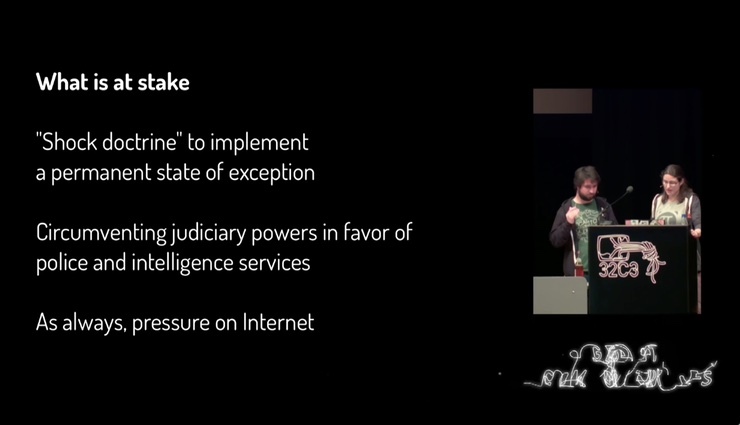 What is at stake
"Shock doctrine" to implement
a permanent state of exception
Circumventing judiciary powers in favor of
police and intelligence services
As always, pressure on Internet
32C3